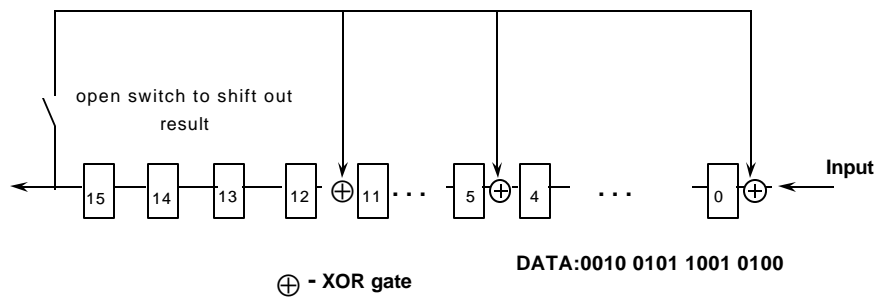 open switch to shift out
result
Input
15 14 13 12 11 . . . 5 4 . . . 0
DATA:0010 0101 1001 0100
⊕ - XOR gate